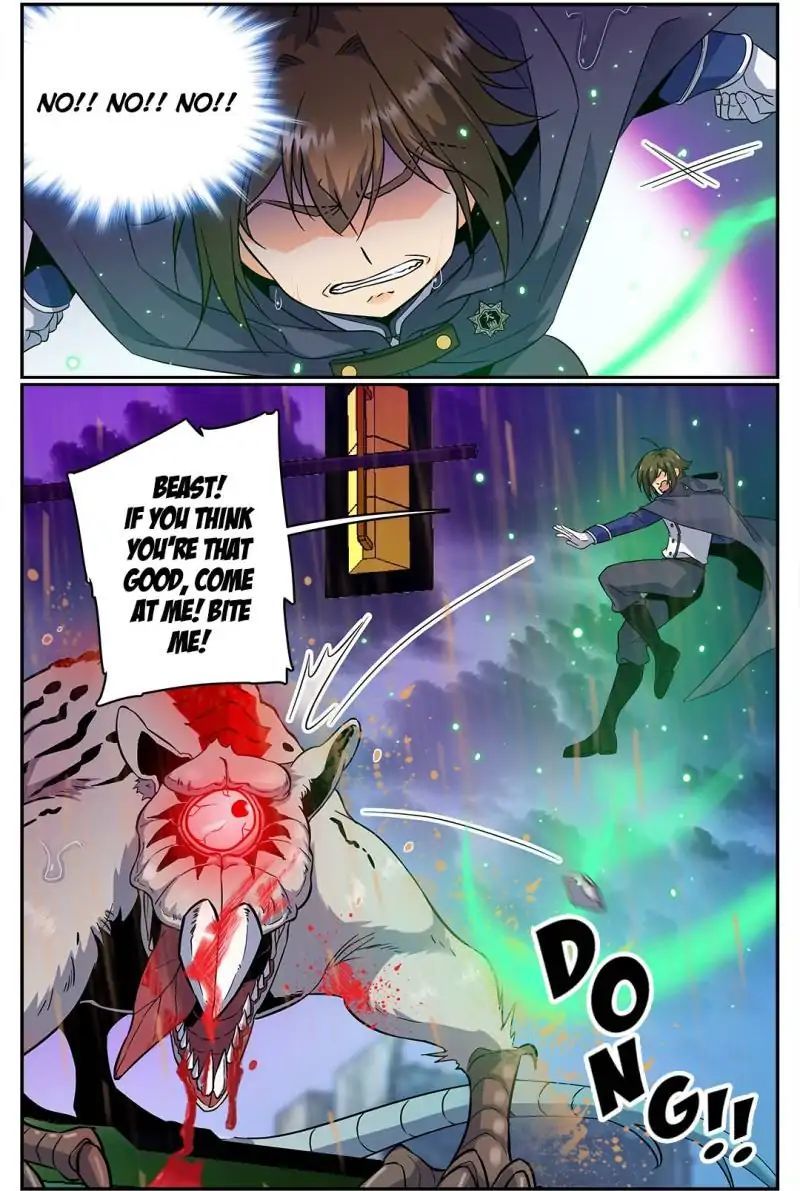 NO!! NO!! NO!!
BEAST!
IF YOU THINK
YOU'RE THAT
GOOD, COME
AT ME! BITE
ME!
DONG!!